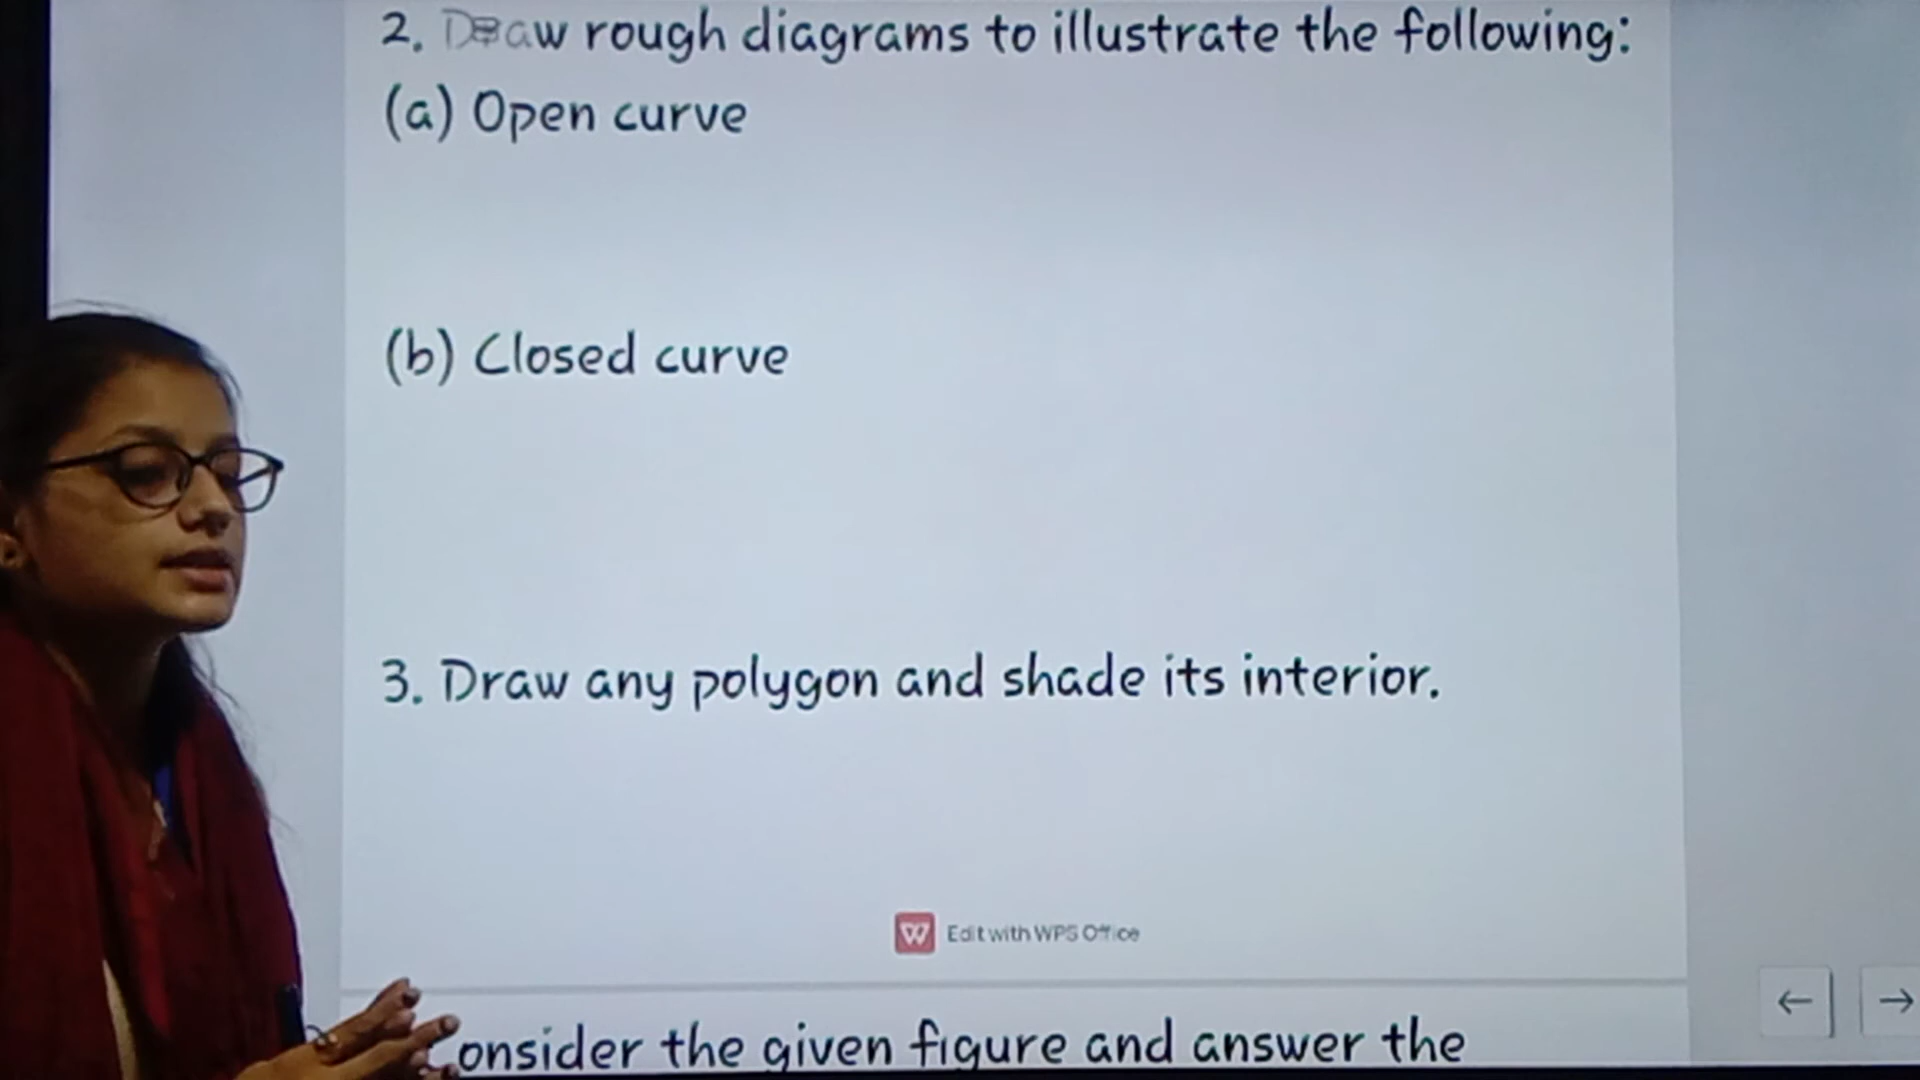 2. Draw rough diagrams to illustrate the following:
(a) Open curve
(b) Closed curve
3. Draw any polygon and shade its interior.
W Edit with WPS Office
Consider the given figure and answer the